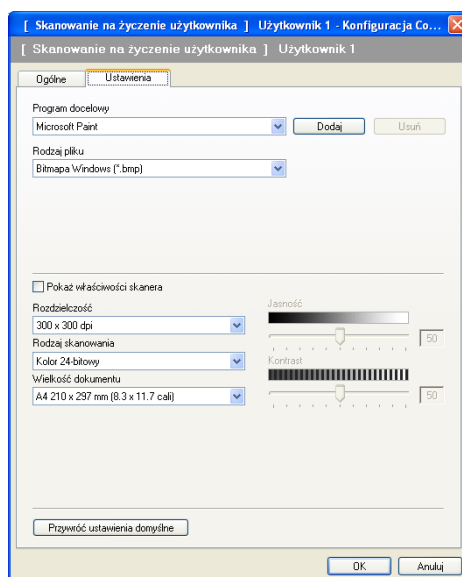 [ Skanowanie na życzenie użytkownika ] Użytkownik 1 - Konfiguracja Co...
[ Skanowanie na życzenie użytkownika ] Użytkownik 1
Ogólne Ustawienia
Program docelowy
Microsoft Paint Dodaj Usuń
Rodzaj pliku
Bitmapa Windows (*.bmp)
Pokaż właściwości skanera
Rozdzielczość Jasność
300 x 300 dpi 50
Rodzaj skanowania
Kolor 24-bitowy Kontrast
Wielkość dokumentu
A4 210 x 297 mm (8.3 x 11.7 cali) 50
Przywróć ustawienia domyślne
OK Anuluj